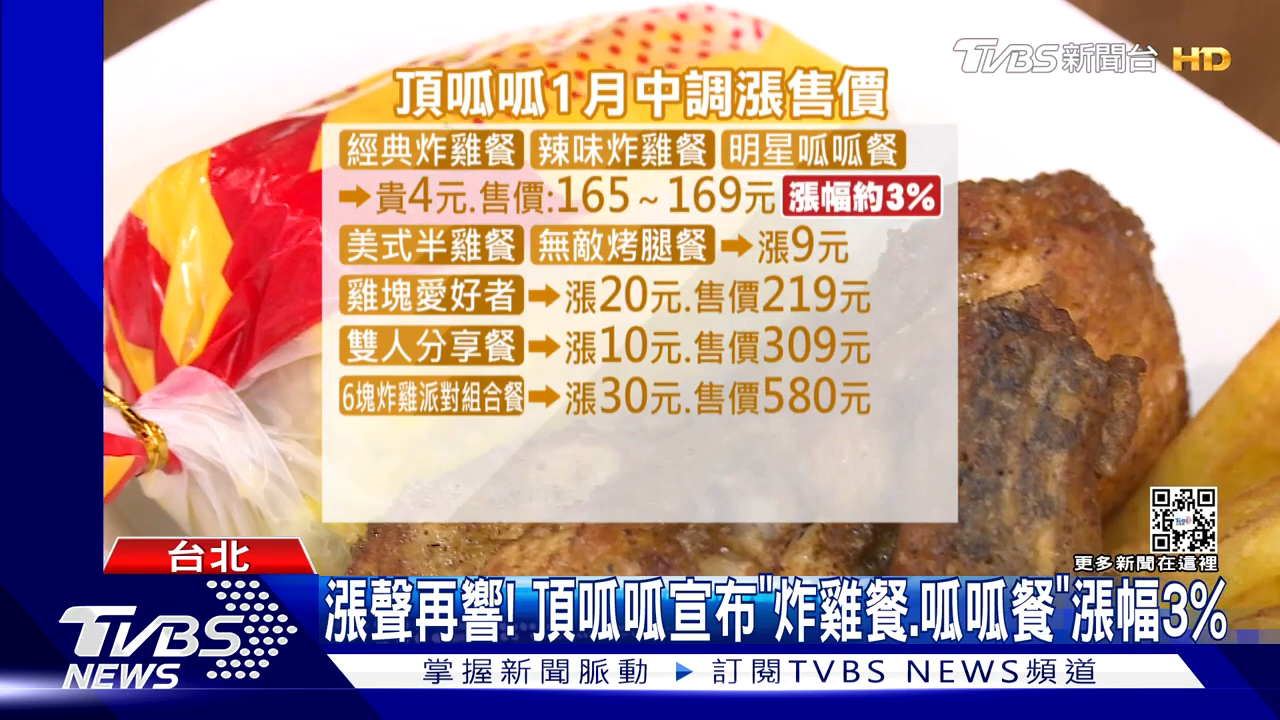 TVBS新聞台 HD
頂呱呱1月中調漲售價
經典炸雞餐 辣味炸雞餐 明星呱呱餐
➡貴4元.售價:165~169元 漲幅約3%
美式半雞餐 無敵烤腿餐➡漲9元
雞塊愛好者➡漲20元.售價219元
雙人分享餐➡漲10元.售價309元
6塊炸雞派對組合餐➡漲30元.售價580元
更多新聞在這裡
台北
漲聲再響! 頂呱呱宣布"炸雞餐.呱呱餐"漲幅3%
TVBS NEWS
掌握新聞脈動 ▶ 訂閱TVBS NEWS頻道